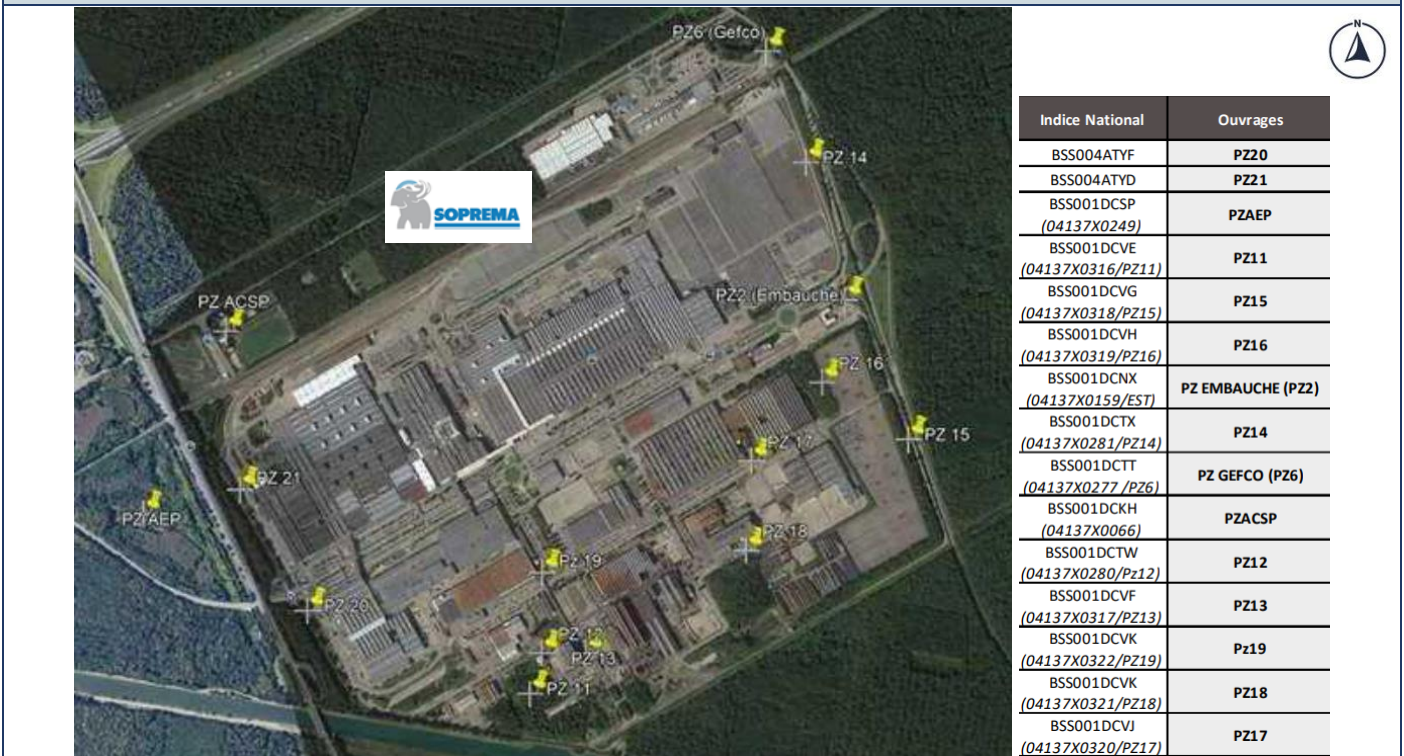 PZ6 (Gefco)
PZ 14
SOPREMA
PZ ACSP
PZ2 (Embauche)
PZ 16
PZ 15
PZ 17
PZ 21
PZ AEP
PZ 18
Pz 19
PZ 20
PZ 12
PZ 13
PZ 11
N
Indice National Ouvrages
BSS004ATYF PZ20
BSS004ATYD PZ21
BSS001DCSP
(04137X0249) PZAEP
BSS001DCVE
(04137X0316/PZ11) PZ11
BSS001DCVG
(04137X0318/PZ15) PZ15
BSS001DCVH
(04137X0319/PZ16) PZ16
BSS001DCNX
(04137X0159/EST) PZ EMBAUCHE (PZ2)
BSS001DCTX
(04137X0281/PZ14) PZ14
BSS001DCTT
(04137X0277 /PZ6) PZ GEFCO (PZ6)
BSS001DCKH
(04137X0066) PZACSP
BSS001DCTW
(04137X0280/Pz12) PZ12
BSS001DCVF
(04137X0317/PZ13) PZ13
BSS001DCVK
(04137X0322/PZ19) Pz19
BSS001DCVK
(04137X0321/PZ18) PZ18
BSS001DCVJ
(04137X0320/PZ17) PZ17